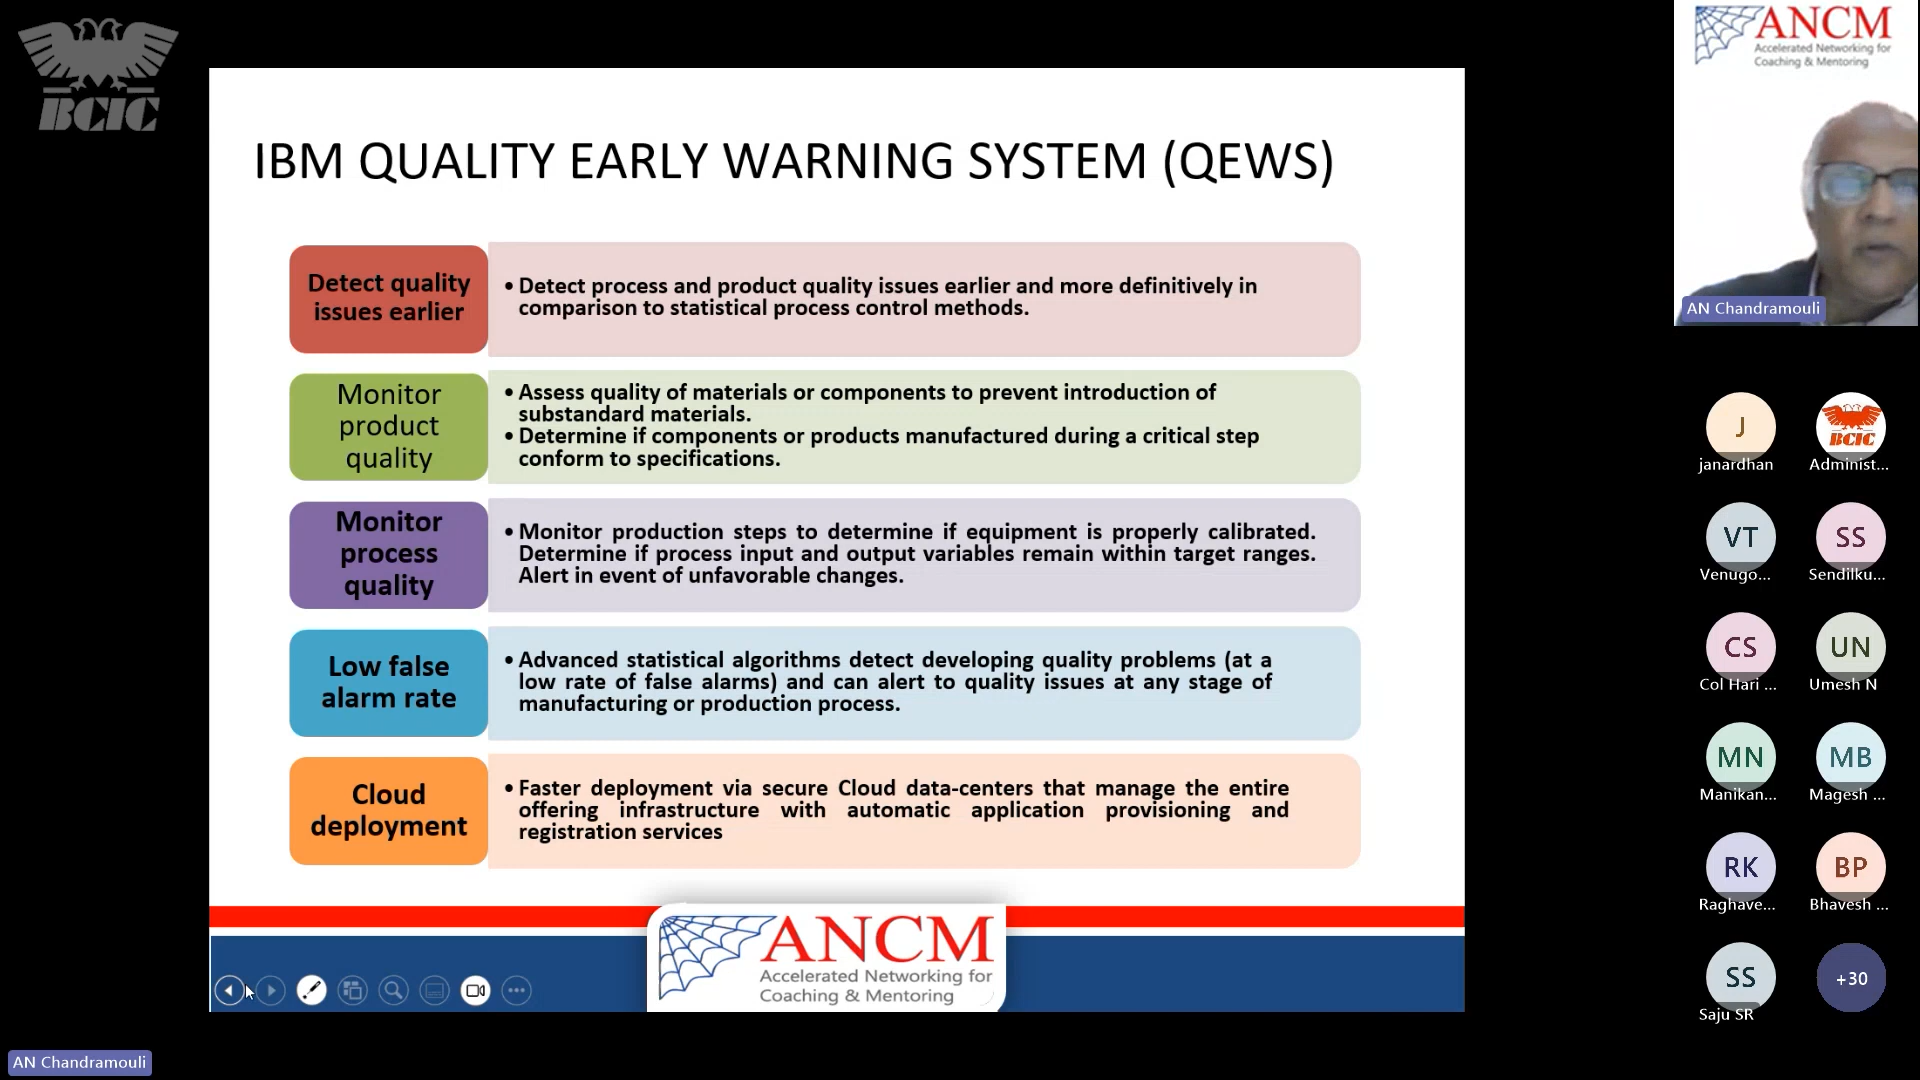 BCIC
IBM QUALITY EARLY WARNING SYSTEM (QEWS)
Detect quality
issues earlier
• Detect process and product quality issues earlier and more definitively in
comparison to statistical process control methods.
Monitor
product
quality
• Assess quality of materials or components to prevent introduction of
substandard materials.
• Determine if components or products manufactured during a critical step
conform to specifications.
Monitor
process
quality
• Monitor production steps to determine if equipment is properly calibrated.
Determine if process input and output variables remain within target ranges.
Alert in event of unfavorable changes.
Low false
alarm rate
• Advanced statistical algorithms detect developing quality problems (at a
low rate of false alarms) and can alert to quality issues at any stage of
manufacturing or production process.
Cloud
deployment
• Faster deployment via secure Cloud data-centers that manage the entire
offering infrastructure with automatic application provisioning and
registration services
ANCM
Accelerated Networking for
Coaching & Mentoring
AN Chandramouli
ANCM
Accelerated Networking for
Coaching & Mentoring
AN Chandramouli
J
janardhan
BCIC
Administ...
VT
Venugo...
SS
Sendilku...
CS
Col Hari ...
UN
Umesh N
MN
Manikan...
MB
Magesh ...
RK
Raghave...
BP
Bhavesh ...
SS
Saju SR
+30